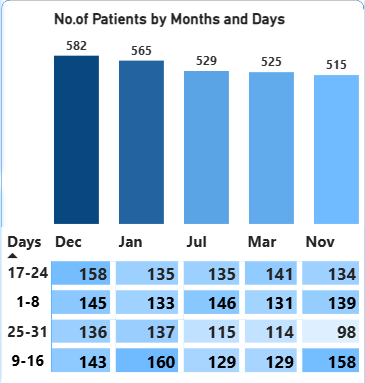 No.of Patients by Months and Days
582 565 529 525 515
Days Dec Jan Jul Mar Nov
17-24 158 135 135 141 134
1-8 145 133 146 131 139
25-31 136 137 115 114 98
9-16 143 160 129 129 158